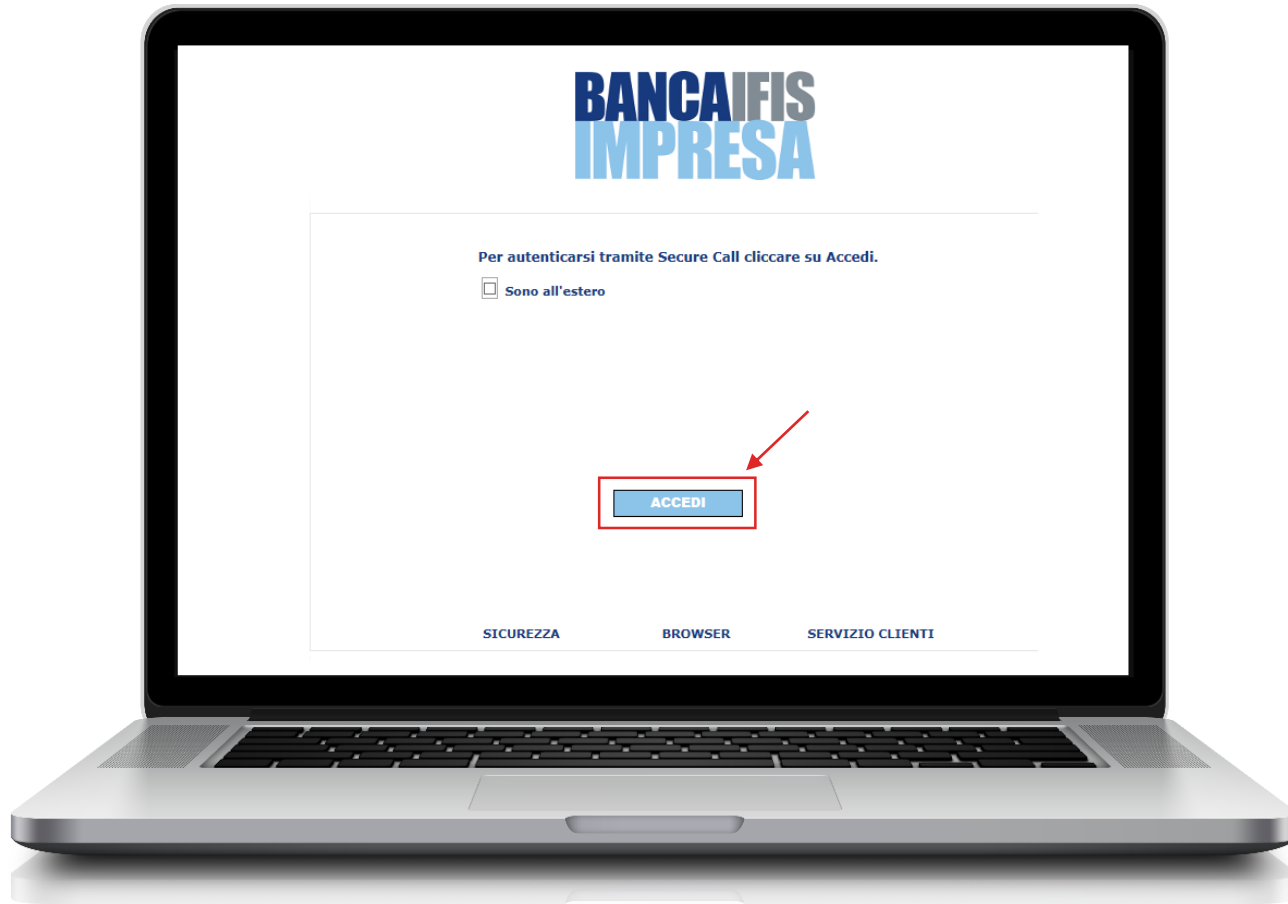 BANCAIFIS
IMPRESA
Per autenticarsi tramite Secure Call cliccare su Accedi.
Sono all'estero
ACCEDI
SICUREZZA BROWSER SERVIZIO CLIENTI